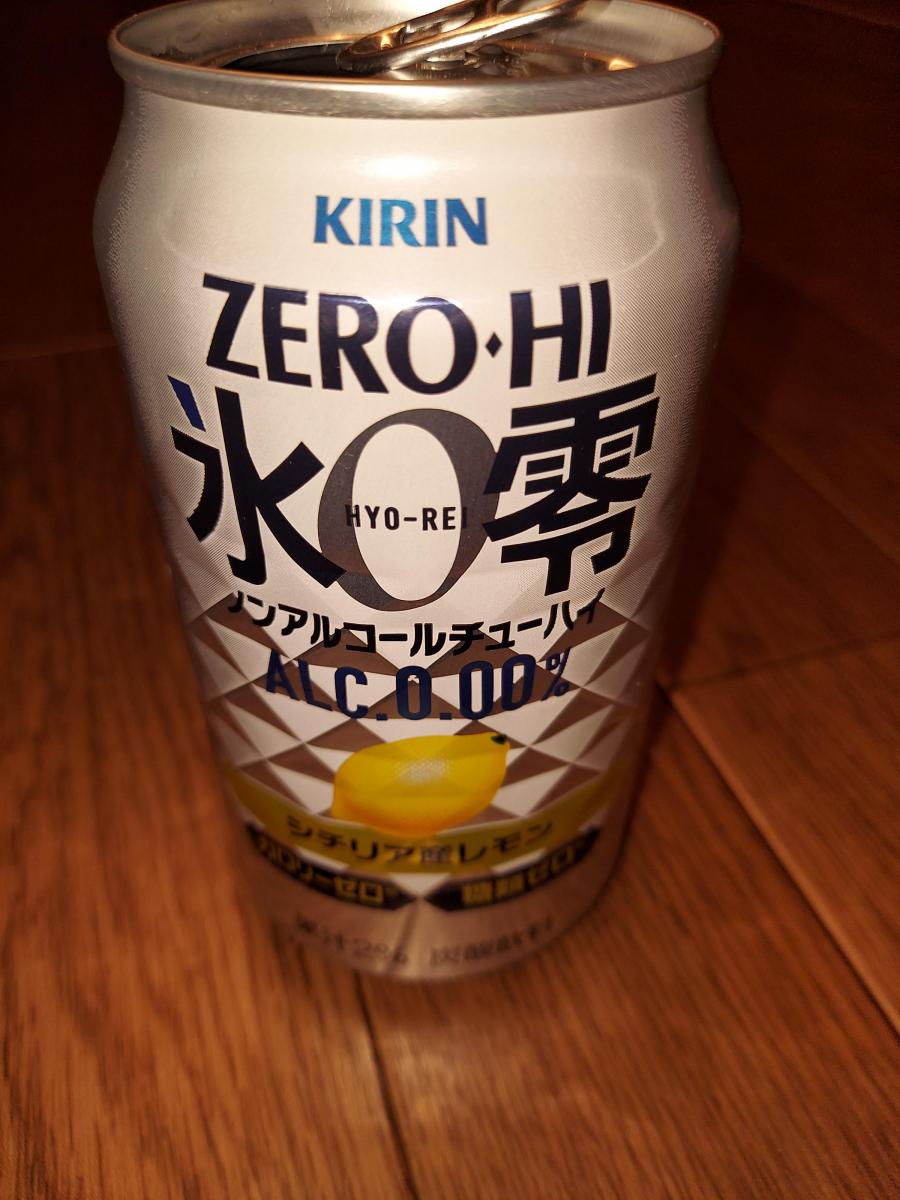 KIRIN
ZERO・HI
氷零
HYO-REI
ノンアルコールチューハイ
ALC.0.00%
シチリア産レモン
カロリーゼロ 糖類ゼロ
果汁2% 炭酸飲料